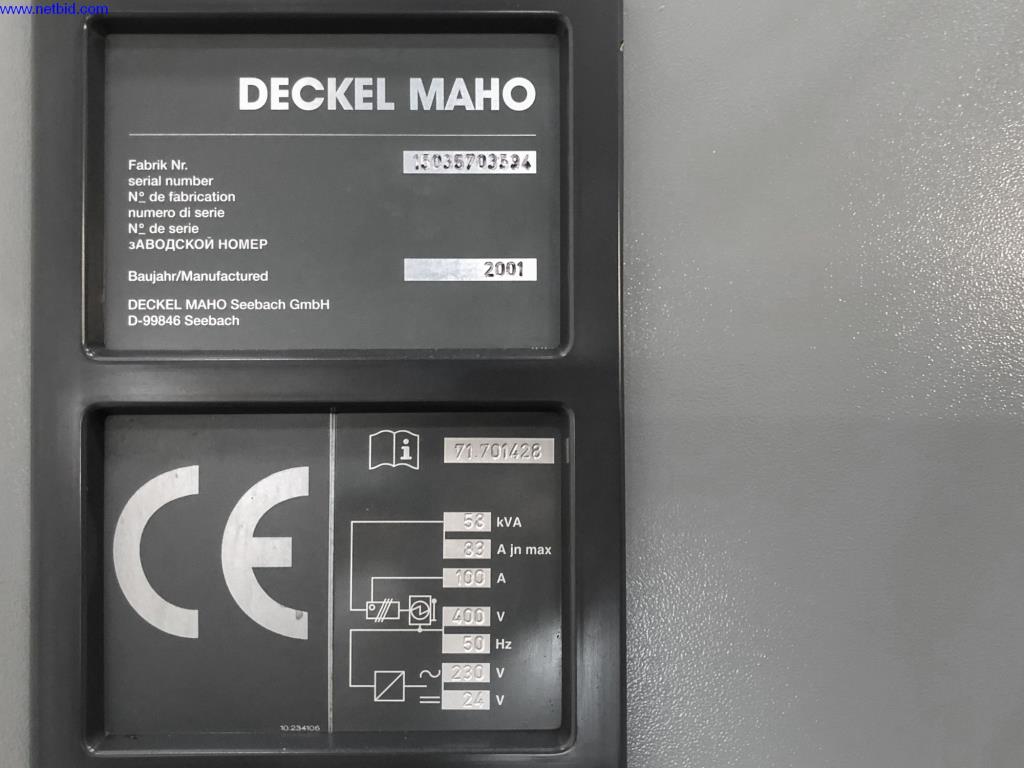 www.netbid.com
DECKEL MAHO
Fabrik Nr. 15035703594
serial number
Nº de fabrication
numero di serie
Nº de serie
зАВОДСКОЙ НОМЕР
Baujahr/Manufactured 2001
DECKEL MAHO Seebach GmbH
D-99846 Seebach
CE
i 71.701428
58 kVA
83 A jn max
100 A
400 V
50 Hz
230 V
24 V
10.234106